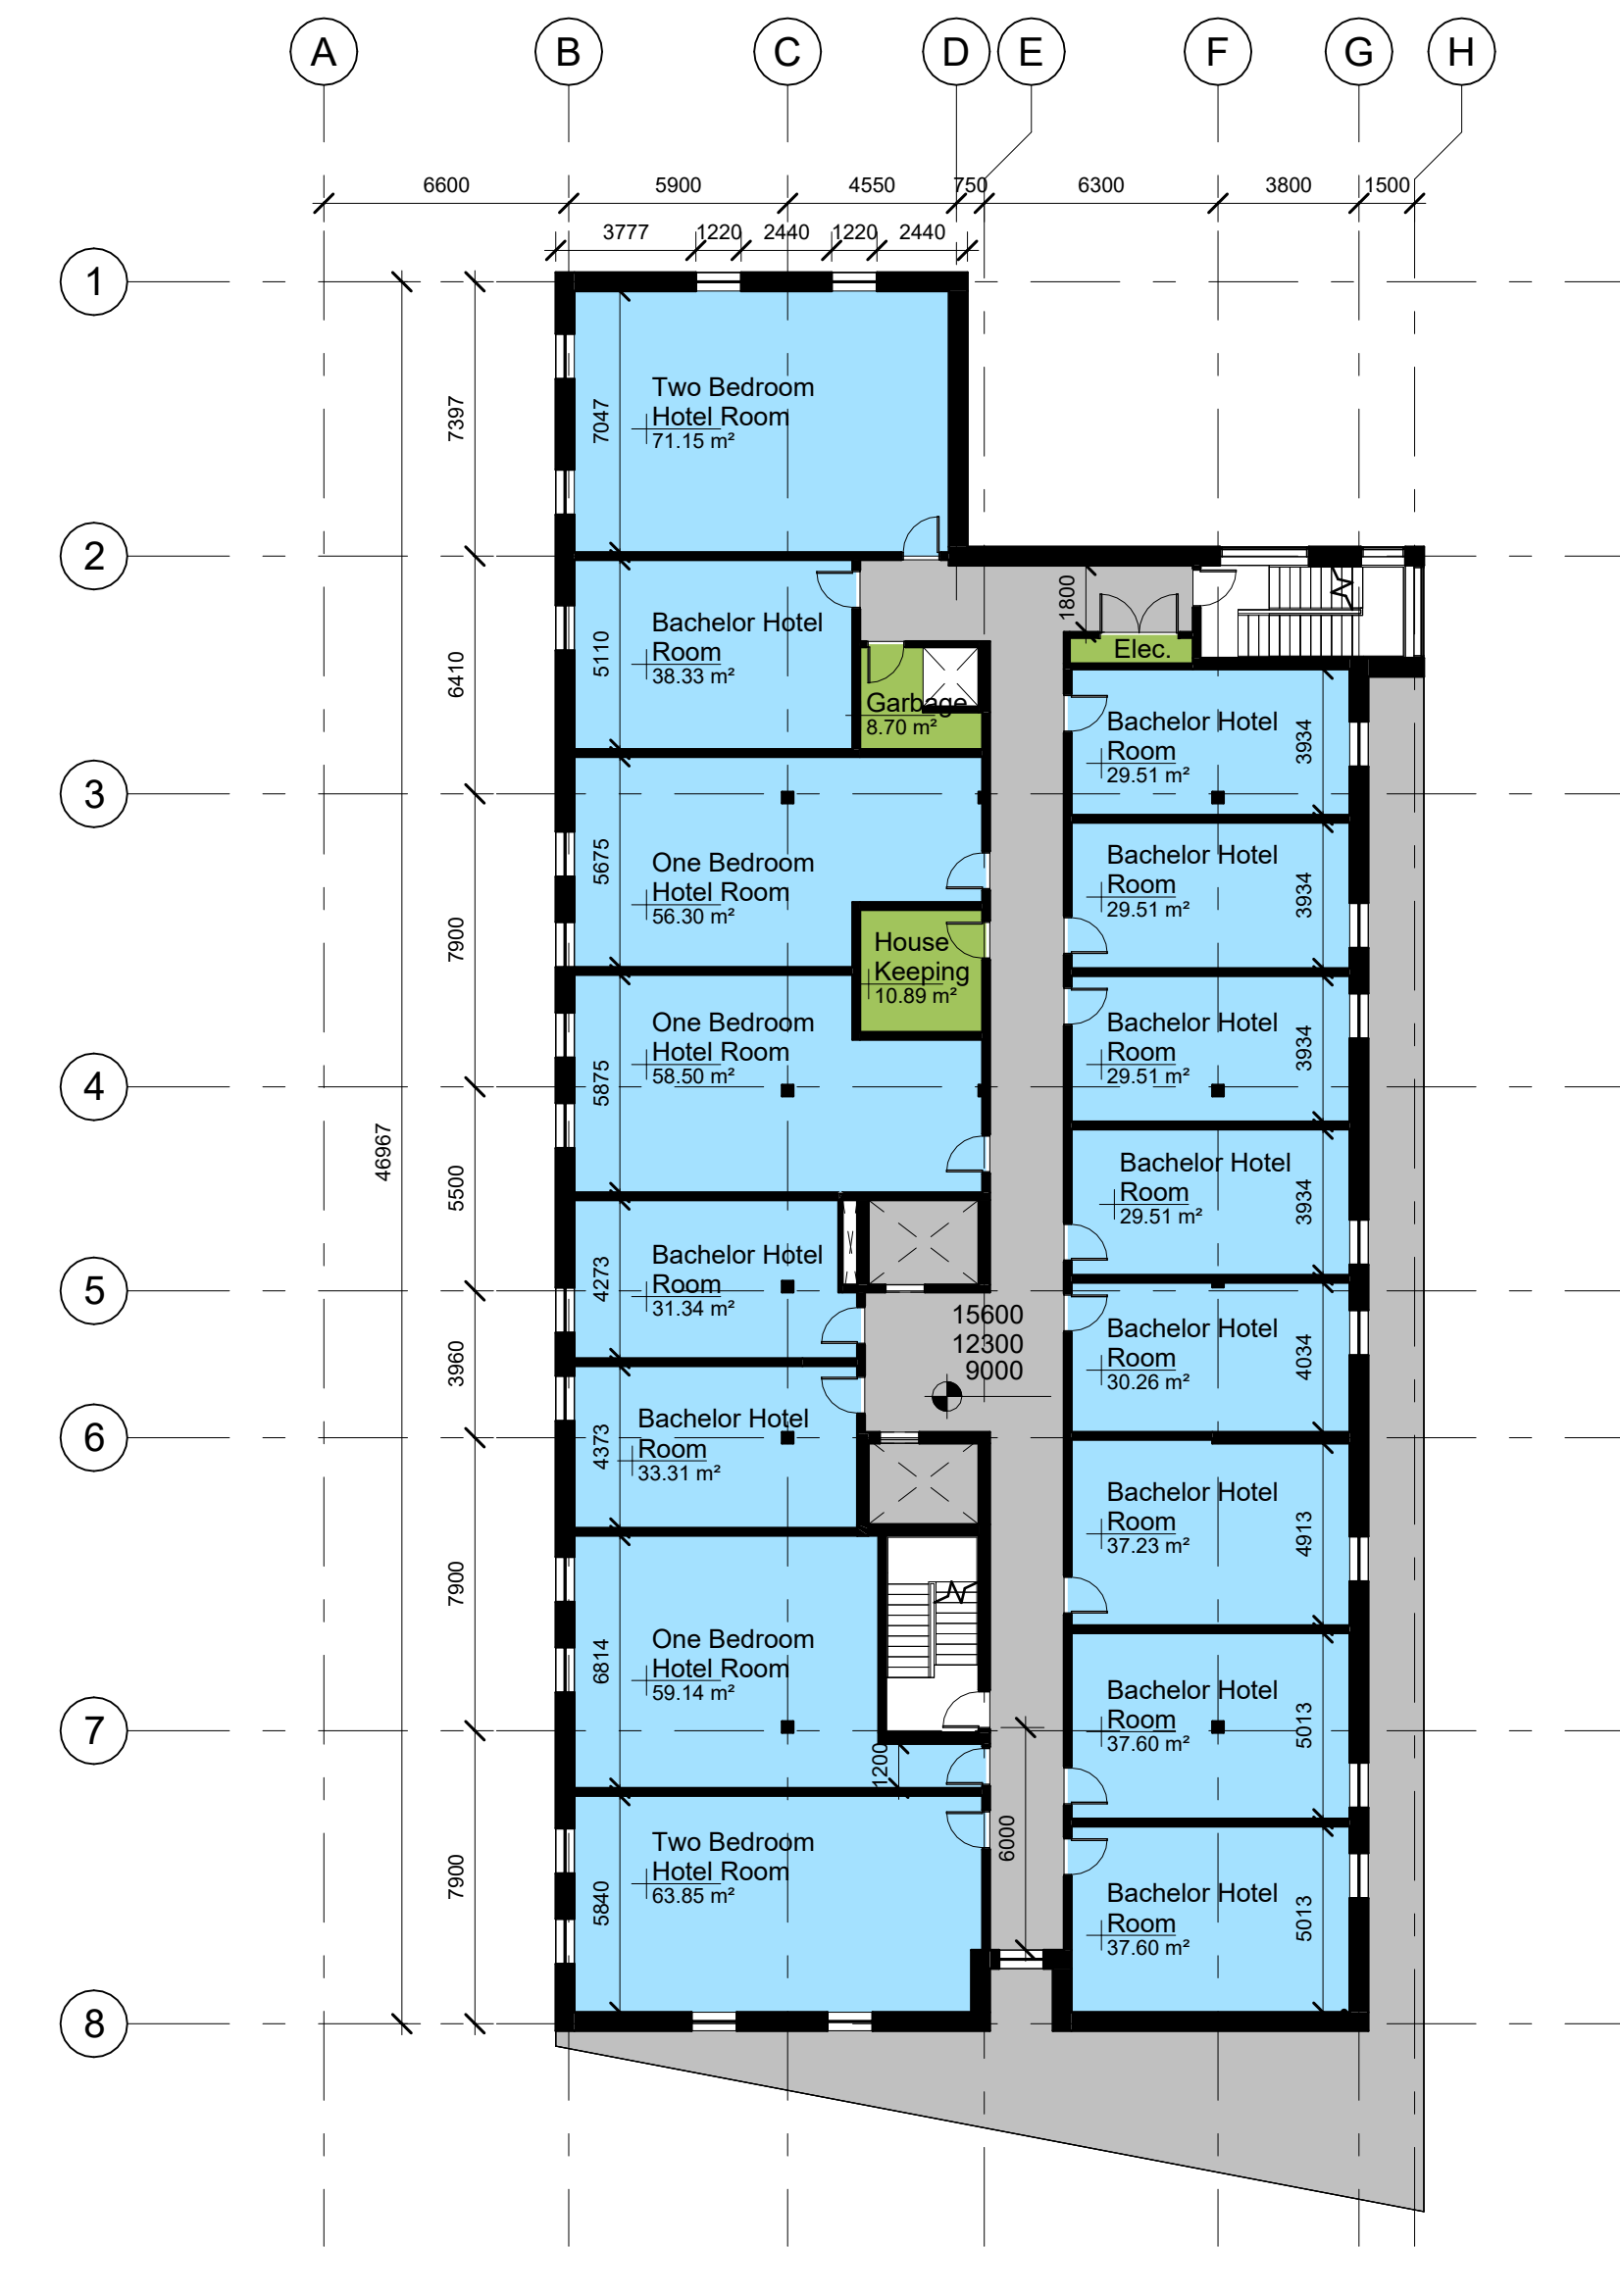 A B C D E F G H
6600 5900 4550 750 6300 3800 1500
3777 1220 2440 1220 2440
1
2
3
4
5
6
7
8
46967
7397
6410
7900
5500
3960
7900
7900
7047
Two Bedroom
Hotel Room
71.15 m²
5110
Bachelor Hotel
Room
38.33 m²
1800
Elec.
Garbage
8.70 m²
5675
One Bedroom
Hotel Room
56.30 m²
House
Keeping
10.89 m²
5875
One Bedroom
Hotel Room
58.50 m²
4273
Bachelor Hotel
Room
31.34 m²
15600
12300
9000
4373
Bachelor Hotel
Room
33.31 m²
6814
One Bedroom
Hotel Room
59.14 m²
1200
6000
5840
Two Bedroom
Hotel Room
63.85 m²
Bachelor Hotel
Room
29.51 m²
3934
Bachelor Hotel
Room
29.51 m²
3934
Bachelor Hotel
Room
29.51 m²
3934
Bachelor Hotel
Room
29.51 m²
3934
Bachelor Hotel
Room
30.26 m²
4034
Bachelor Hotel
Room
37.23 m²
4913
Bachelor Hotel
Room
37.60 m²
5013
Bachelor Hotel
Room
37.60 m²
5013